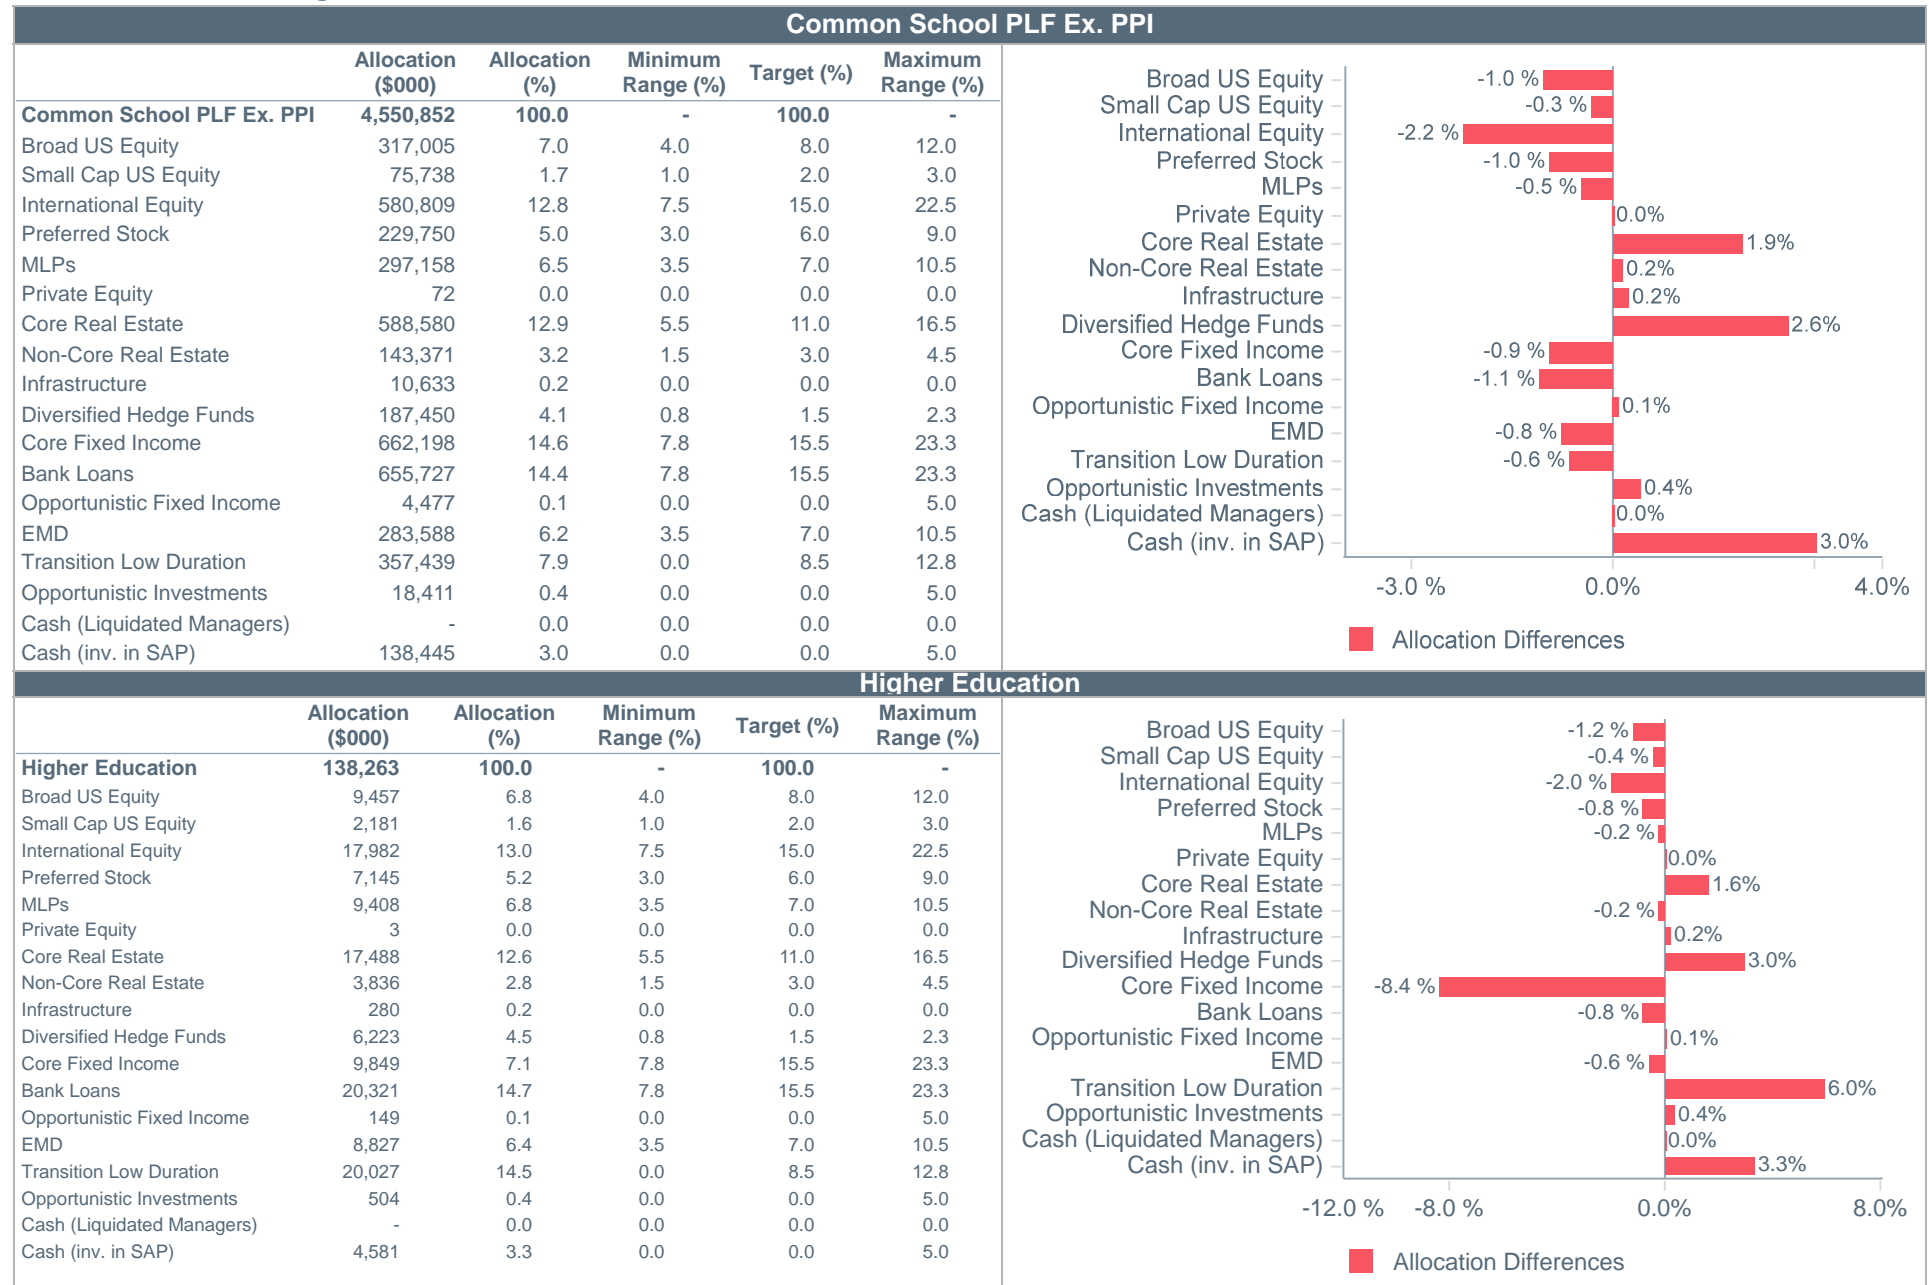 Common School PLF Ex. PPI
Allocation ($000) Allocation (%) Minimum Range (%) Target (%) Maximum Range (%)
Common School PLF Ex. PPI 4,550,852 100.0 - 100.0 -
Broad US Equity 317,005 7.0 4.0 8.0 12.0
Small Cap US Equity 75,738 1.7 1.0 2.0 3.0
International Equity 580,809 12.8 7.5 15.0 22.5
Preferred Stock 229,750 5.0 3.0 6.0 9.0
MLPs 297,158 6.5 3.5 7.0 10.5
Private Equity 72 0.0 0.0 0.0 0.0
Core Real Estate 588,580 12.9 5.5 11.0 16.5
Non-Core Real Estate 143,371 3.2 1.5 3.0 4.5
Infrastructure 10,633 0.2 0.0 0.0 0.0
Diversified Hedge Funds 187,450 4.1 0.8 1.5 2.3
Core Fixed Income 662,198 14.6 7.8 15.5 23.3
Bank Loans 655,727 14.4 7.8 15.5 23.3
Opportunistic Fixed Income 4,477 0.1 0.0 0.0 5.0
EMD 283,588 6.2 3.5 7.0 10.5
Transition Low Duration 357,439 7.9 0.0 8.5 12.8
Opportunistic Investments 18,411 0.4 0.0 0.0 5.0
Cash (Liquidated Managers) - 0.0 0.0 0.0 0.0
Cash (inv. in SAP) 138,445 3.0 0.0 0.0 5.0
Broad US Equity -1.0 %
Small Cap US Equity -0.3 %
International Equity -2.2 %
Preferred Stock -1.0 %
MLPs -0.5 %
Private Equity 0.0%
Core Real Estate 1.9%
Non-Core Real Estate 0.2%
Infrastructure 0.2%
Diversified Hedge Funds 2.6%
Core Fixed Income -0.9 %
Bank Loans -1.1 %
Opportunistic Fixed Income 0.1%
EMD -0.8 %
Transition Low Duration -0.6 %
Opportunistic Investments 0.4%
Cash (Liquidated Managers) 0.0%
Cash (inv. in SAP) 3.0%
-3.0 % 0.0% 4.0%
Allocation Differences
Higher Education
Allocation ($000) Allocation (%) Minimum Range (%) Target (%) Maximum Range (%)
Higher Education 138,263 100.0 - 100.0 -
Broad US Equity 9,457 6.8 4.0 8.0 12.0
Small Cap US Equity 2,181 1.6 1.0 2.0 3.0
International Equity 17,982 13.0 7.5 15.0 22.5
Preferred Stock 7,145 5.2 3.0 6.0 9.0
MLPs 9,408 6.8 3.5 7.0 10.5
Private Equity 3 0.0 0.0 0.0 0.0
Core Real Estate 17,488 12.6 5.5 11.0 16.5
Non-Core Real Estate 3,836 2.8 1.5 3.0 4.5
Infrastructure 280 0.2 0.0 0.0 0.0
Diversified Hedge Funds 6,223 4.5 0.8 1.5 2.3
Core Fixed Income 9,849 7.1 7.8 15.5 23.3
Bank Loans 20,321 14.7 7.8 15.5 23.3
Opportunistic Fixed Income 149 0.1 0.0 0.0 5.0
EMD 8,827 6.4 3.5 7.0 10.5
Transition Low Duration 20,027 14.5 0.0 8.5 12.8
Opportunistic Investments 504 0.4 0.0 0.0 5.0
Cash (Liquidated Managers) - 0.0 0.0 0.0 0.0
Cash (inv. in SAP) 4,581 3.3 0.0 0.0 5.0
Broad US Equity -1.2 %
Small Cap US Equity -0.4 %
International Equity -2.0 %
Preferred Stock -0.8 %
MLPs -0.2 %
Private Equity 0.0%
Core Real Estate 1.6%
Non-Core Real Estate -0.2 %
Infrastructure 0.2%
Diversified Hedge Funds 3.0%
Core Fixed Income -8.4 %
Bank Loans -0.8 %
Opportunistic Fixed Income 0.1%
EMD -0.6 %
Transition Low Duration 6.0%
Opportunistic Investments 0.4%
Cash (Liquidated Managers) 0.0%
Cash (inv. in SAP) 3.3%
-12.0 % -8.0 % 0.0% 8.0%
Allocation Differences